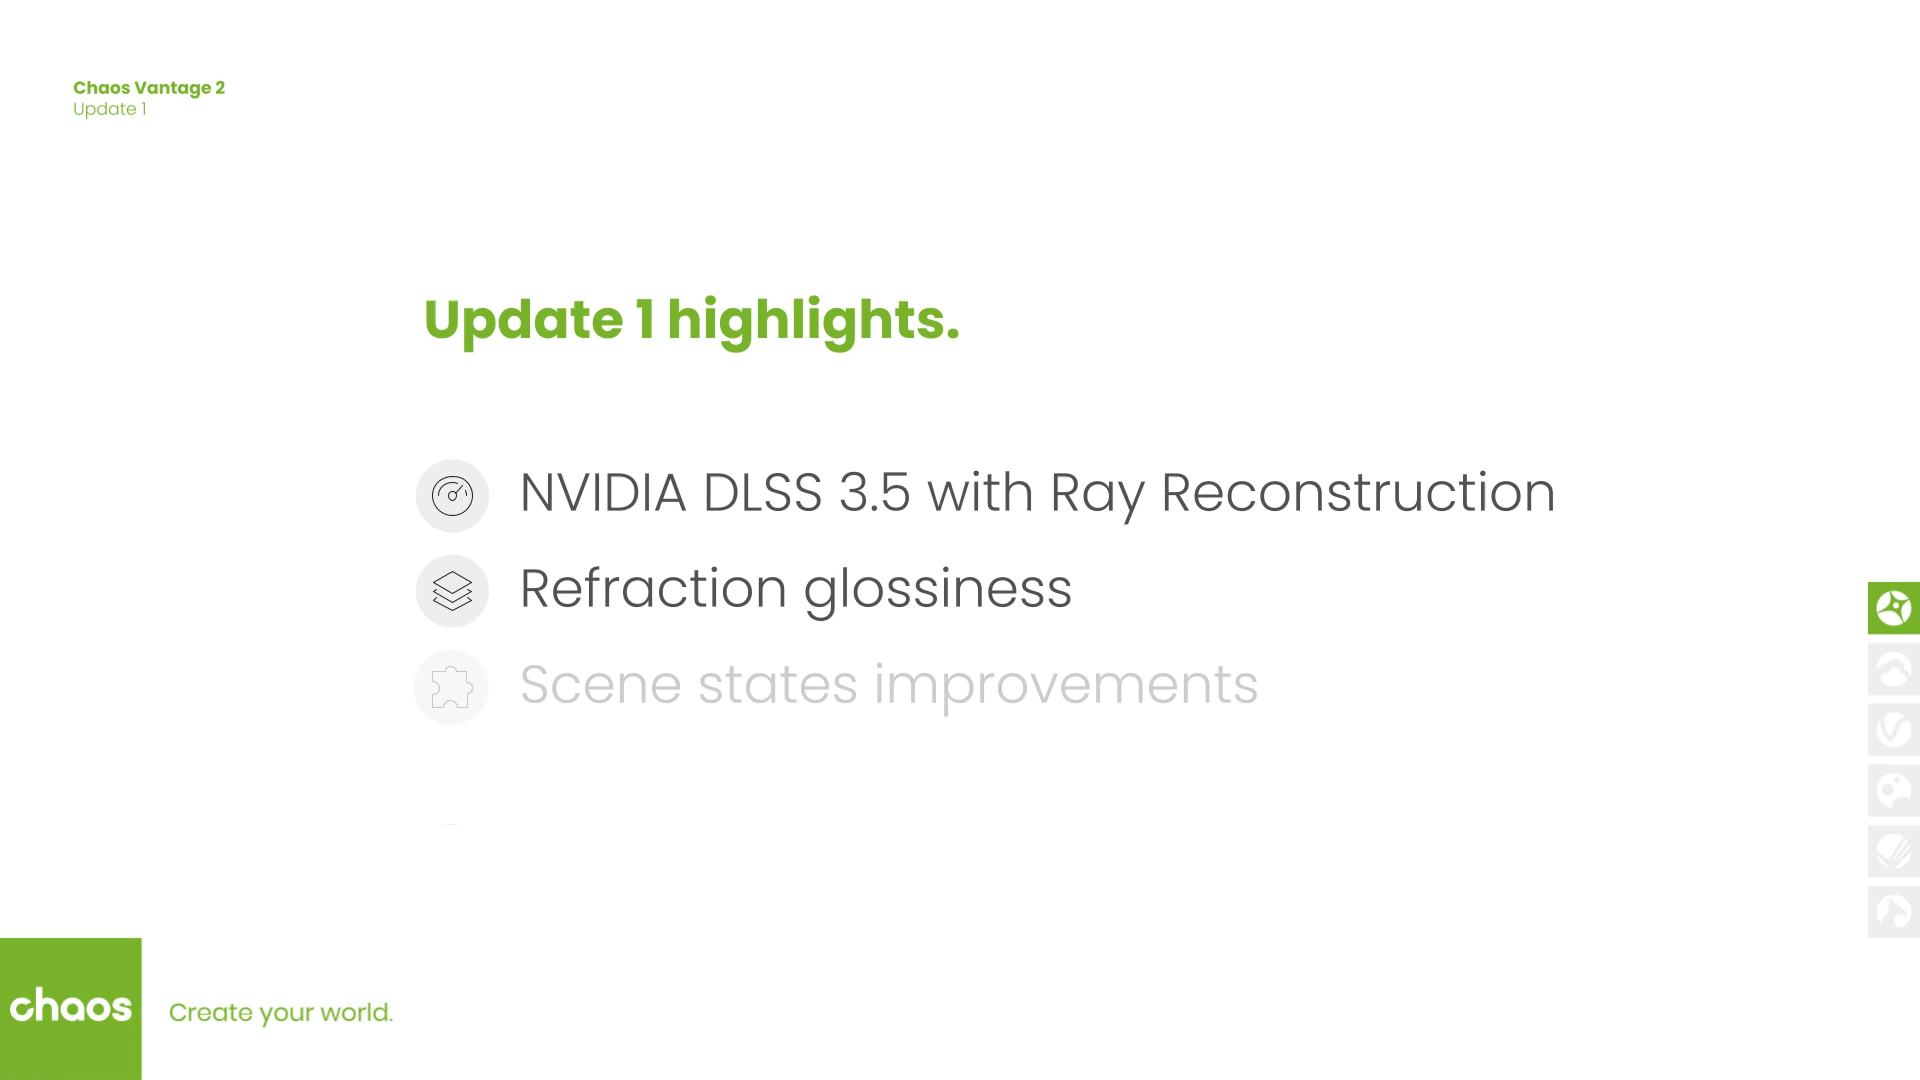 Chaos Vantage 2
Update 1
Update 1 highlights.
NVIDIA DLSS 3.5 with Ray Reconstruction
Refraction glossiness
Scene states improvements
chaos
Create your world.